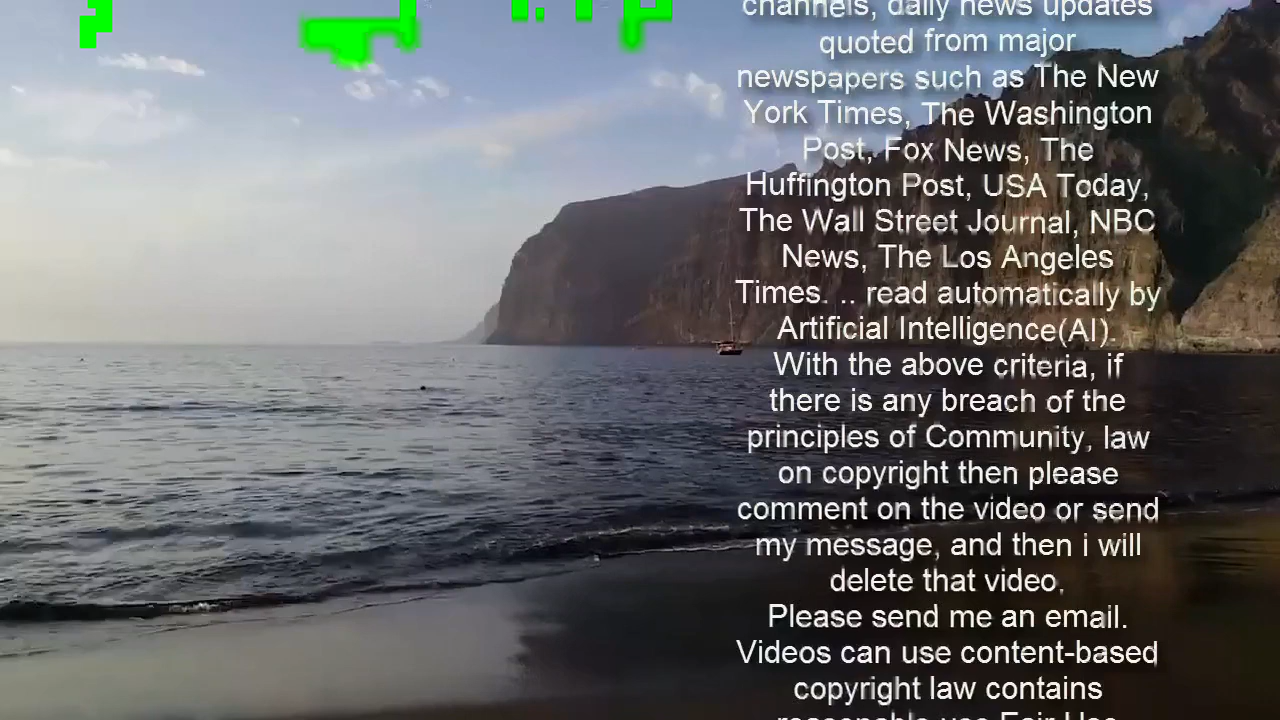 channels, daily news updates
quoted from major
newspapers such as The New
York Times, The Washington
Post, Fox News, The
Huffington Post, USA Today,
The Wall Street Journal, NBC
News, The Los Angeles
Times. .. read automatically by
Artificial Intelligence(AI).
With the above criteria, if
there is any breach of the
principles of Community, law
on copyright then please
comment on the video or send
my message, and then i will
delete that video.
Please send me an email.
Videos can use content-based
copyright law contains
reasonable use Fair Use